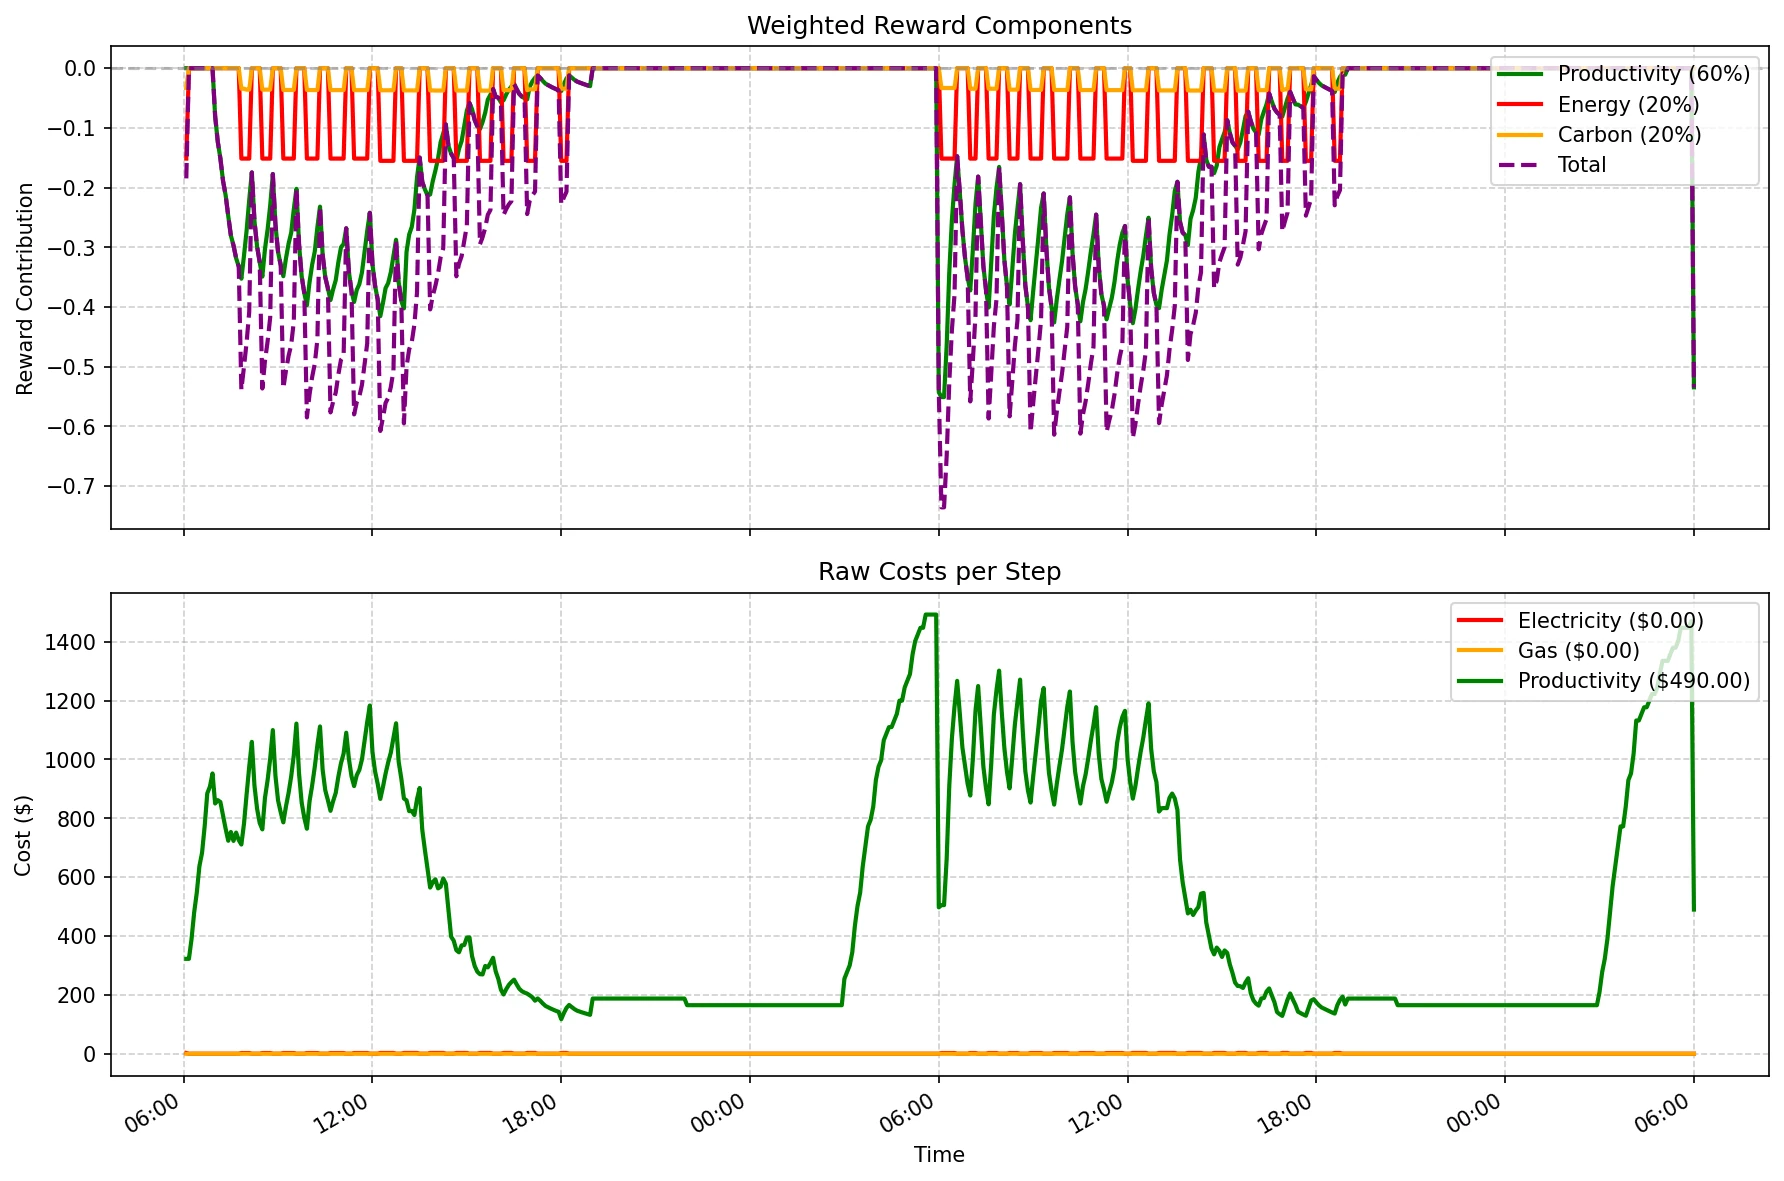 Weighted Reward Components
0.0
−0.1
−0.2
−0.3
−0.4
−0.5
−0.6
−0.7
Reward Contribution
Productivity (60%)
Energy (20%)
Carbon (20%)
Total
Raw Costs per Step
1400
1200
1000
800
600
400
200
0
Cost ($)
Electricity ($0.00)
Gas ($0.00)
Productivity ($490.00)
06:00
12:00
18:00
00:00
06:00
12:00
18:00
00:00
06:00
Time